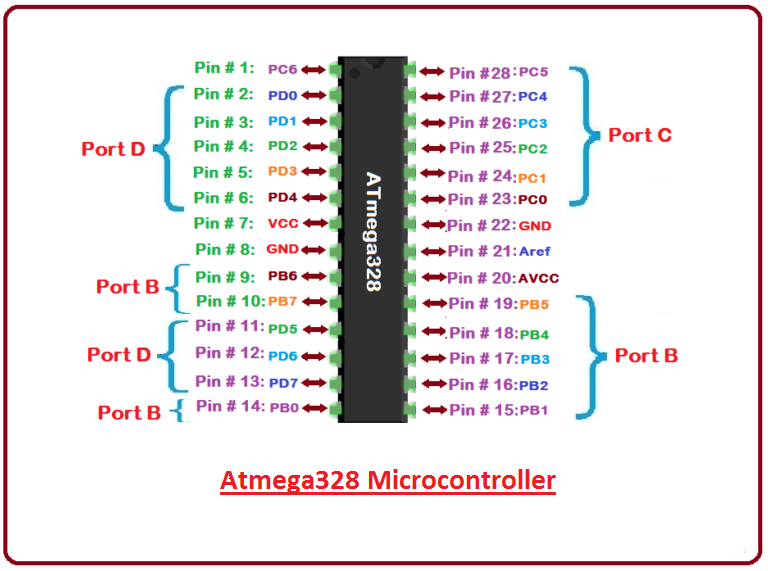 Pin # 1: PC6
Pin # 2: PD0
Pin # 3: PD1
Pin # 4: PD2
Pin # 5: PD3
Pin # 6: PD4
Port D
Pin # 7: VCC
Pin # 8: GND
Pin # 9: PB6
Pin # 10: PB7
Port B
Pin # 11: PD5
Pin # 12: PD6
Pin # 13: PD7
Port D
Pin # 14: PB0
Port B
ATmega328
Pin #28: PC5
Pin # 27: PC4
Pin # 26: PC3
Pin # 25: PC2
Pin # 24: PC1
Pin # 23: PC0
Port C
Pin # 22: GND
Pin # 21: Aref
Pin # 20: AVCC
Pin # 19: PB5
Pin # 18: PB4
Pin # 17: PB3
Pin # 16: PB2
Pin # 15: PB1
Port B
Atmega328 Microcontroller